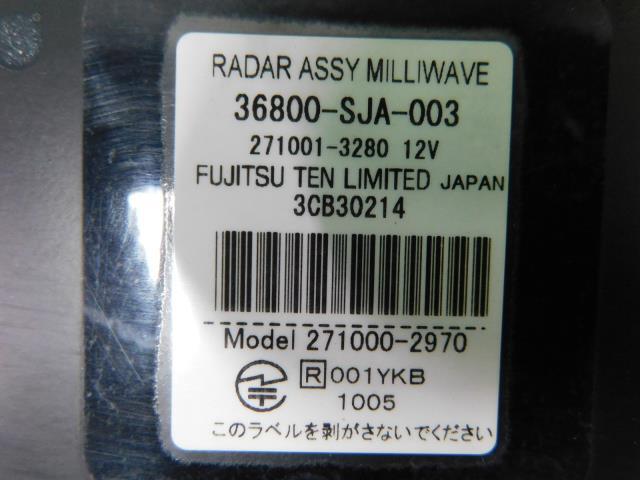 RADAR ASSY MILLIWAVE
36800-SJA-003
271001-3280 12V
FUJITSU TEN LIMITED JAPAN
3CB30214
Model 271000-2970
R 001YKB
1005
このラベルを剥がさないでください